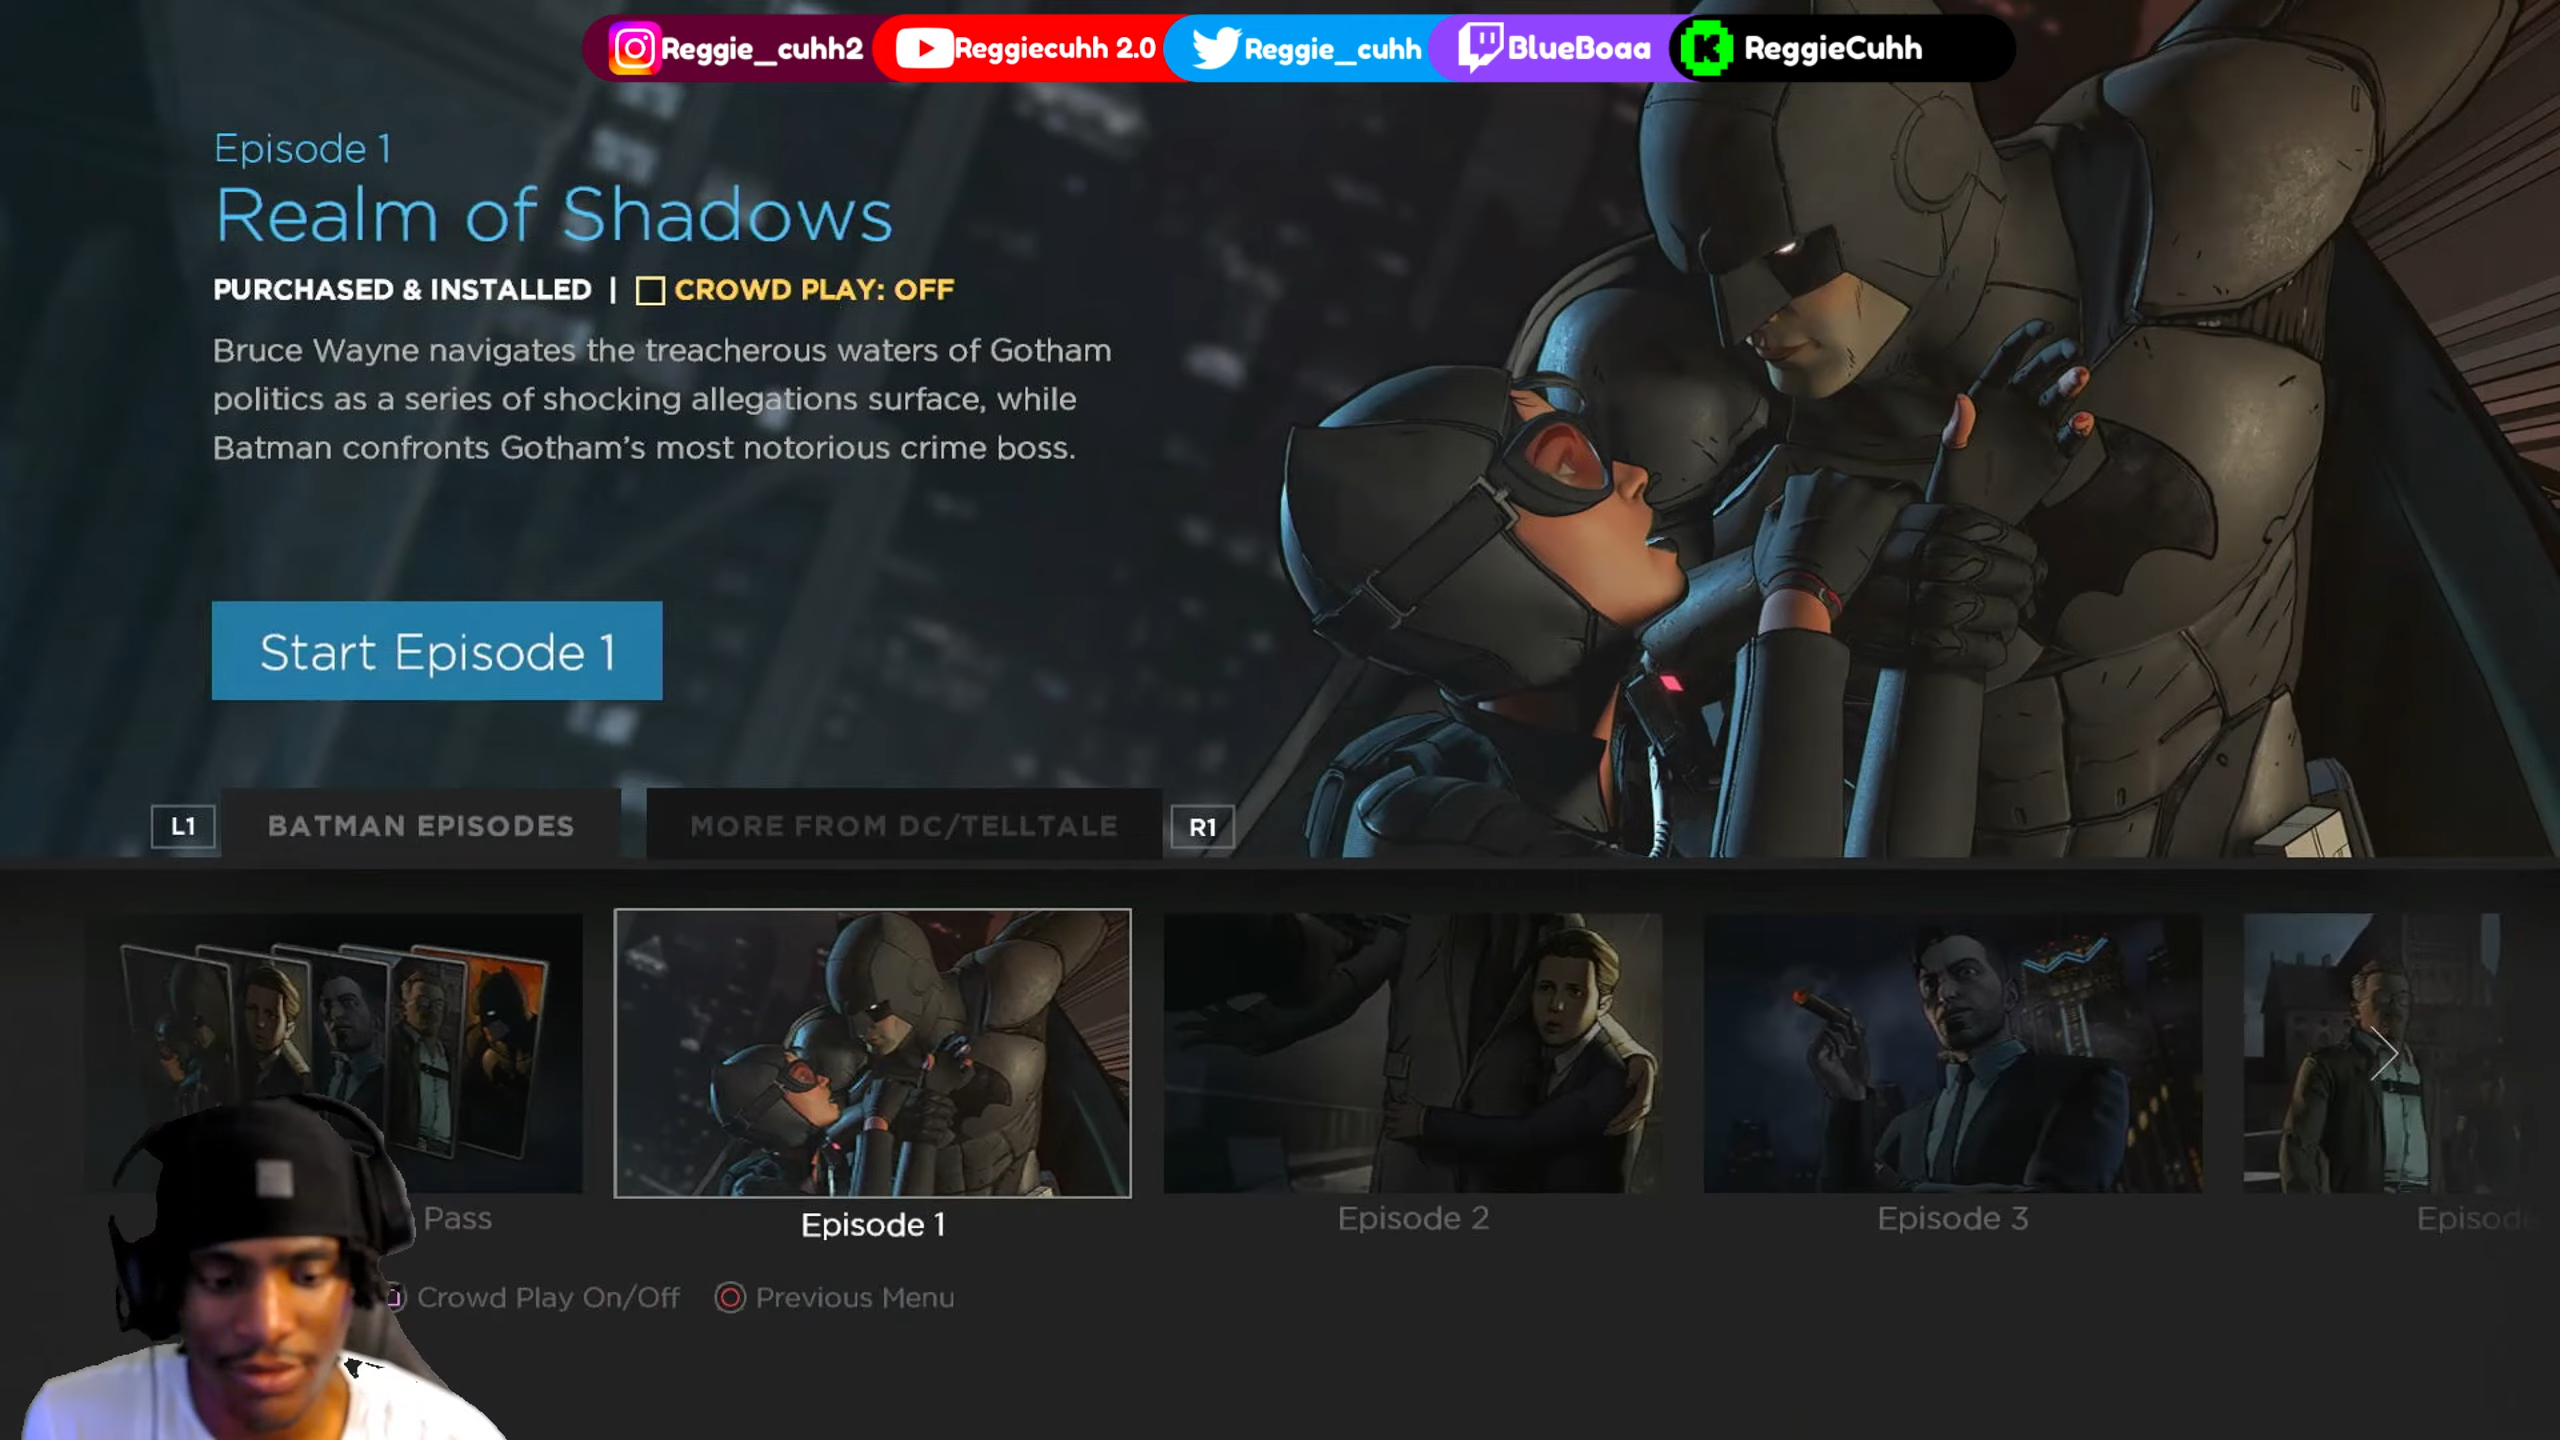 Reggie_cuhh2
Reggiecuhh 2.0
Reggie_cuhh
BlueBoaa
K
ReggieCuhh
Episode 1
Realm of Shadows
PURCHASED & INSTALLED | CROWD PLAY: OFF
Bruce Wayne navigates the treacherous waters of Gotham
politics as a series of shocking allegations surface, while
Batman confronts Gotham's most notorious crime boss.
Start Episode 1
L1
BATMAN EPISODES
MORE FROM DC/TELLTALE
R1
Pass
Episode 1
Episode 2
Episode 3
Episode
Crowd Play On/Off
Previous Menu